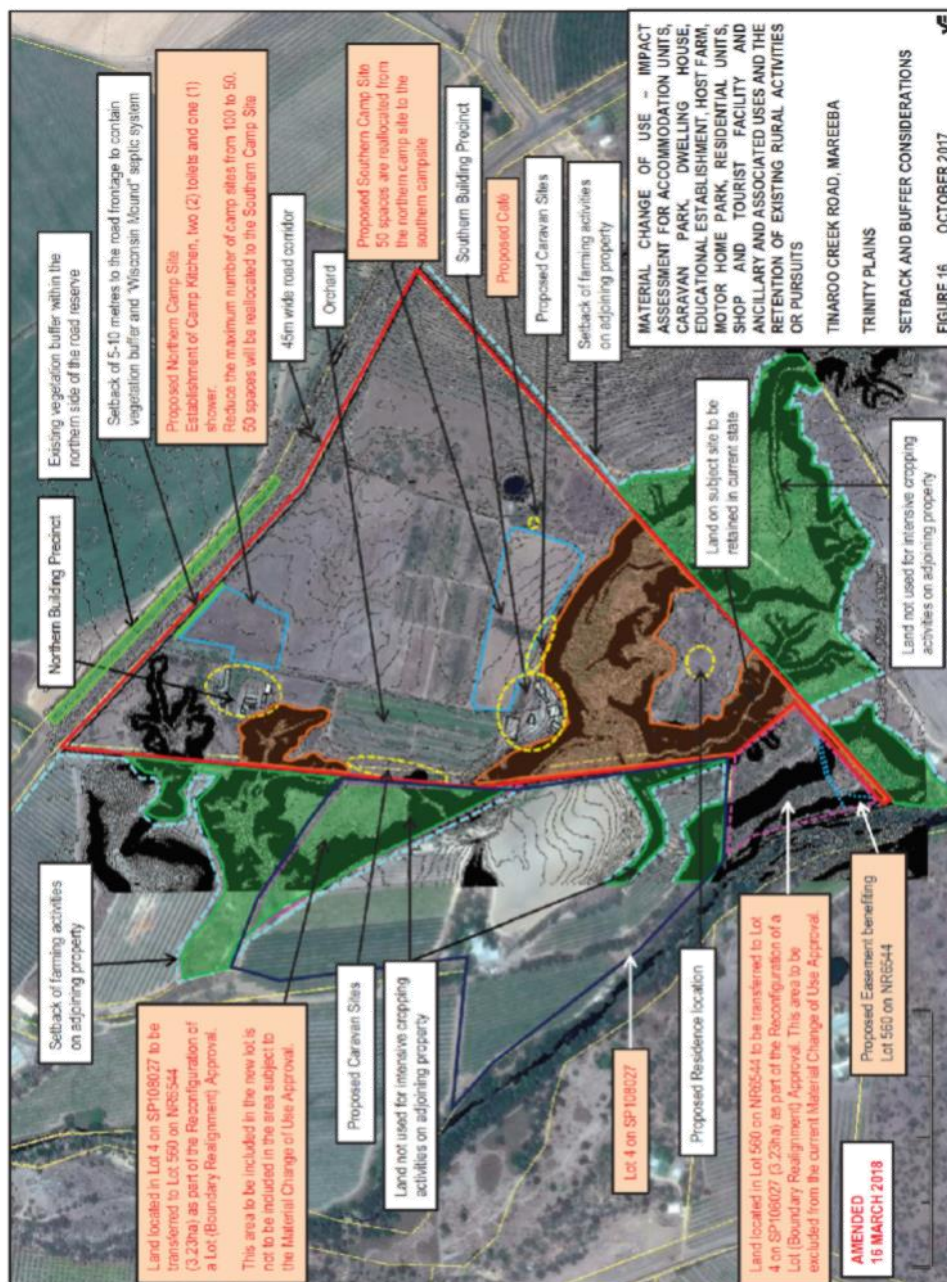 Existing vegetation buffer within the
northern side of the road reserve
Setback of 5-10 metres to the road frontage to contain
vegetation buffer and "Wisconsin Mound" septic system
Northern Building Precinct
Proposed Northern Camp Site
Establishment of Camp Kitchen, two (2) toilets and one (1)
shower.
Reduce the maximum number of camp sites from 100 to 50.
50 spaces will be reallocated to the Southern Camp Site
45m wide road corridor
Orchard
Proposed Southern Camp Site
50 spaces are reallocated from
the northern camp site to the
southern campsite
Southern Building Precinct
Proposed Café
Proposed Caravan Sites
Setback of farming activities
on adjoining property
Setback of farming activities
on adjoining property
Land located in Lot 4 on SP108027 to be
transferred to Lot 560 on NR6544
(3.23ha) as part of the Reconfiguration of
a Lot (Boundary Realignment) Approval.
This area to be included in the new lot is
not to be included in the area subject to
the Material Change of Use Approval.
Proposed Caravan Sites
Land not used for intensive cropping
activities on adjoining property
Lot 4 on SP108027
Proposed Residence location
Land located in Lot 560 on NR6544 to be transferred to Lot
4 on SP108027 (3.23ha) as part of the Reconfiguration of a
Lot (Boundary Realignment) Approval. This area to be
excluded from the current Material Change of Use Approval.
Proposed Easement benefiting
Lot 560 on NR6544
Land on subject site to be
retained in current state
Land not used for intensive cropping
activities on adjoining property
AMENDED
16 MARCH 2018
MATERIAL CHANGE OF USE – IMPACT
ASSESSMENT FOR ACCOMMODATION UNITS,
CARAVAN PARK, DWELLING HOUSE,
EDUCATIONAL ESTABLISHMENT, HOST FARM,
MOTOR HOME PARK, RESIDENTIAL UNITS,
SHOP AND TOURIST FACILITY AND
ANCILLARY AND ASSOCIATED USES AND THE
RETENTION OF EXISTING RURAL ACTIVITIES
OR PURSUITS
TINAROO CREEK ROAD, MAREEBA
TRINITY PLAINS
SETBACK AND BUFFER CONSIDERATIONS
FIGURE 16 OCTOBER 2017